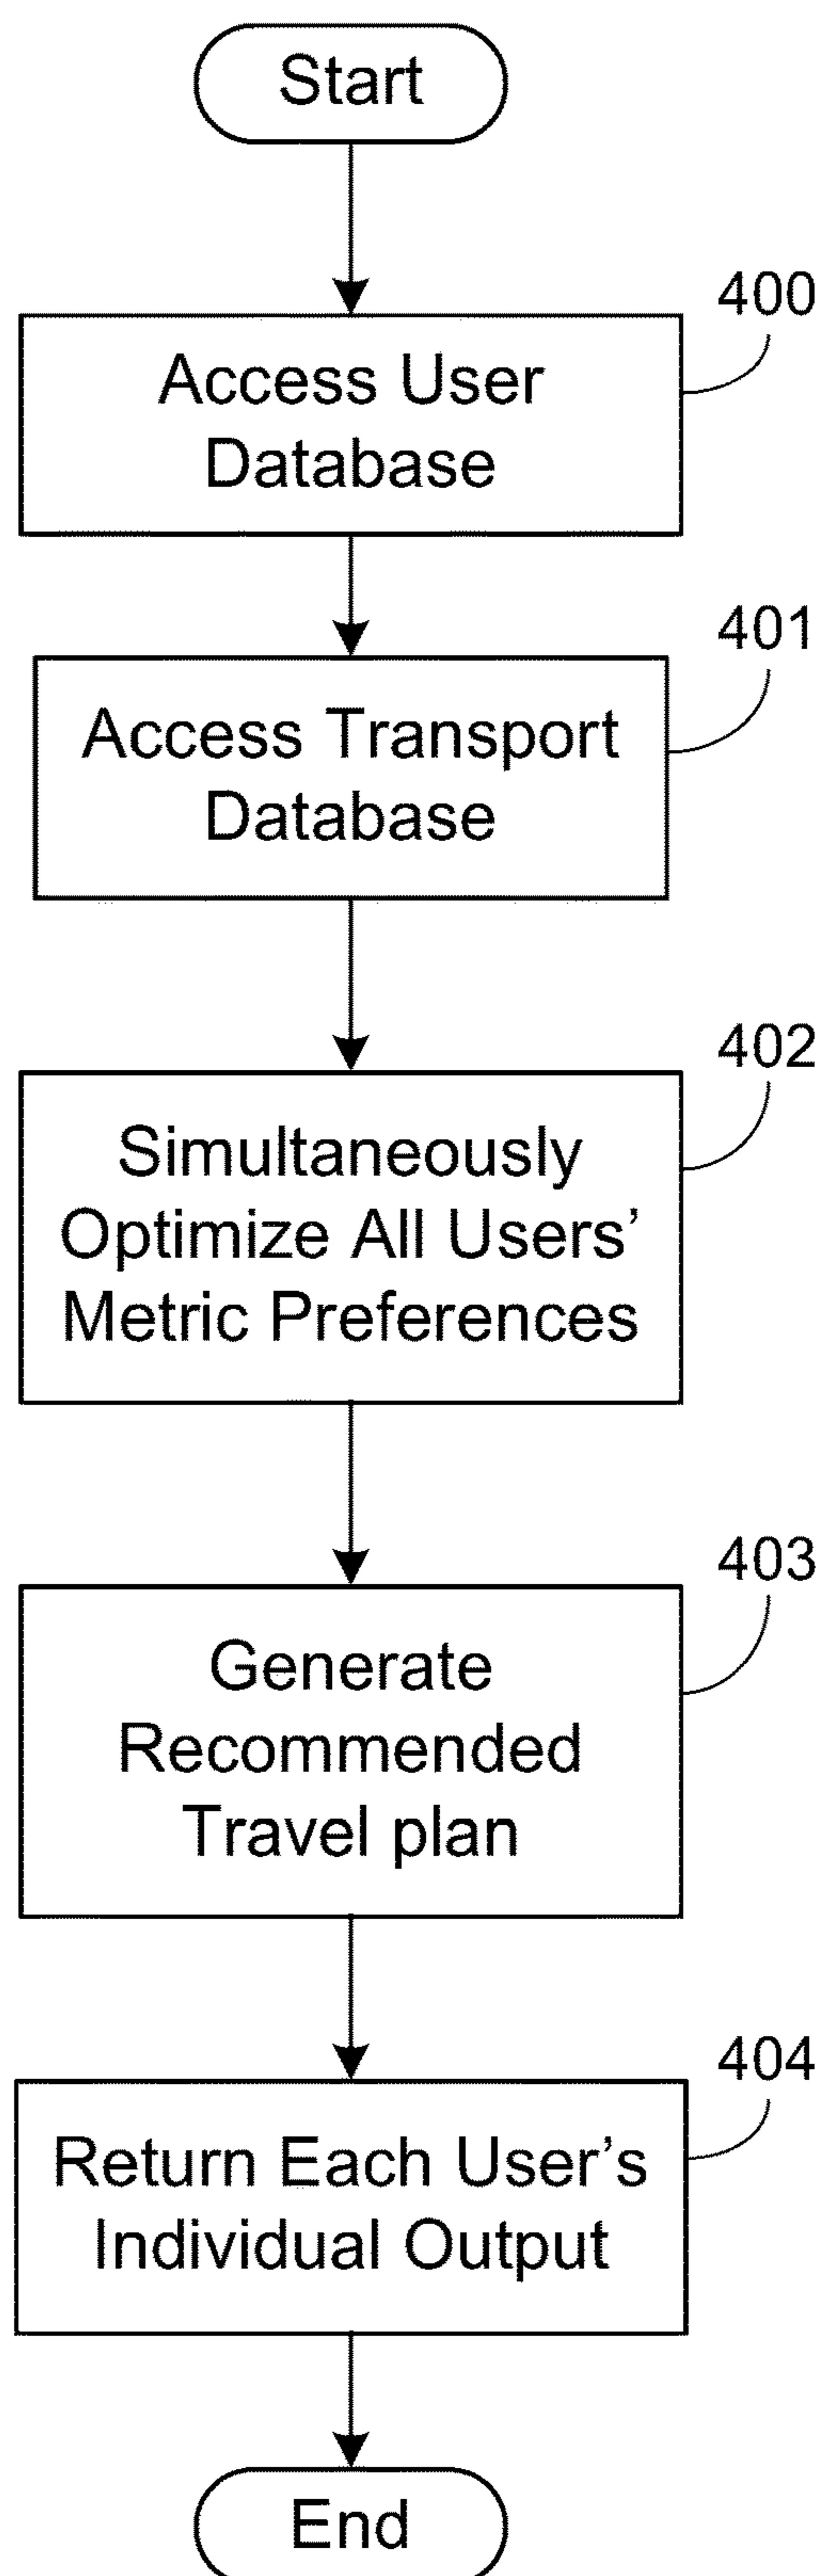 Start
400
Access User
Database
401
Access Transport
Database
402
Simultaneously
Optimize All Users’
Metric Preferences
403
Generate
Recommended
Travel plan
404
Return Each User’s
Individual Output
End